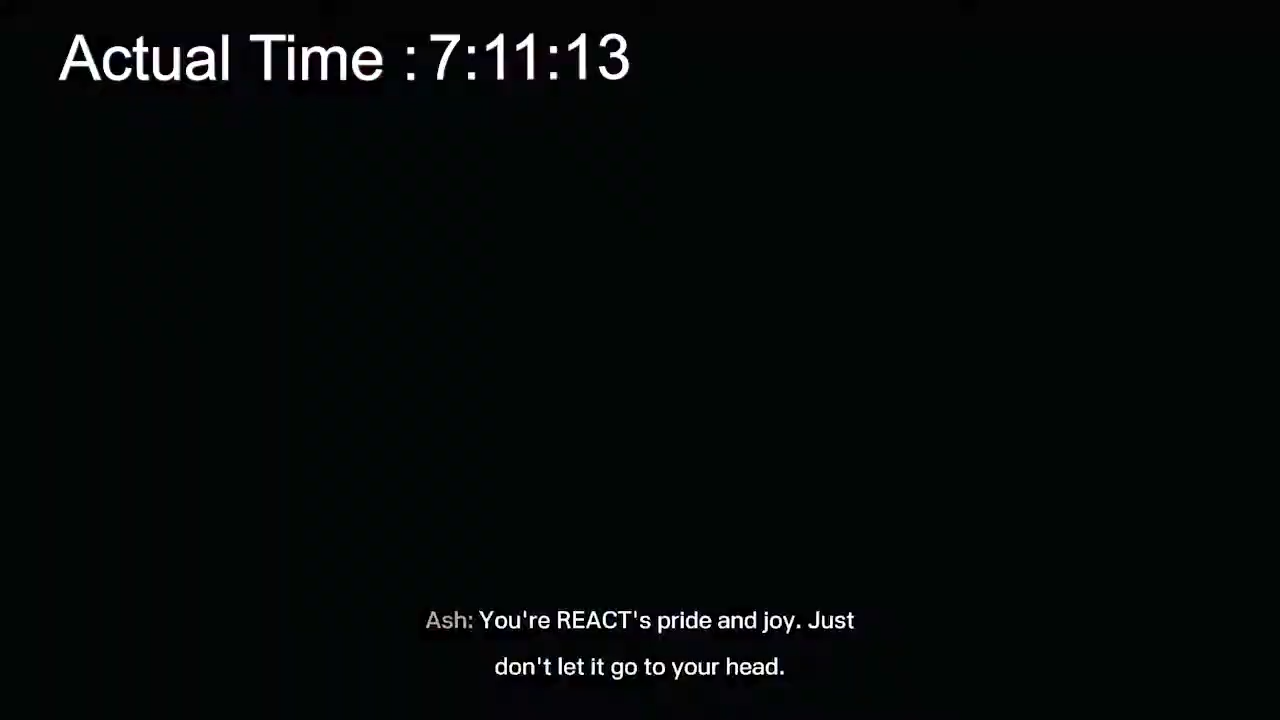 Actual Time : 7:11:13
Ash: You're REACT's pride and joy. Just
don't let it go to your head.